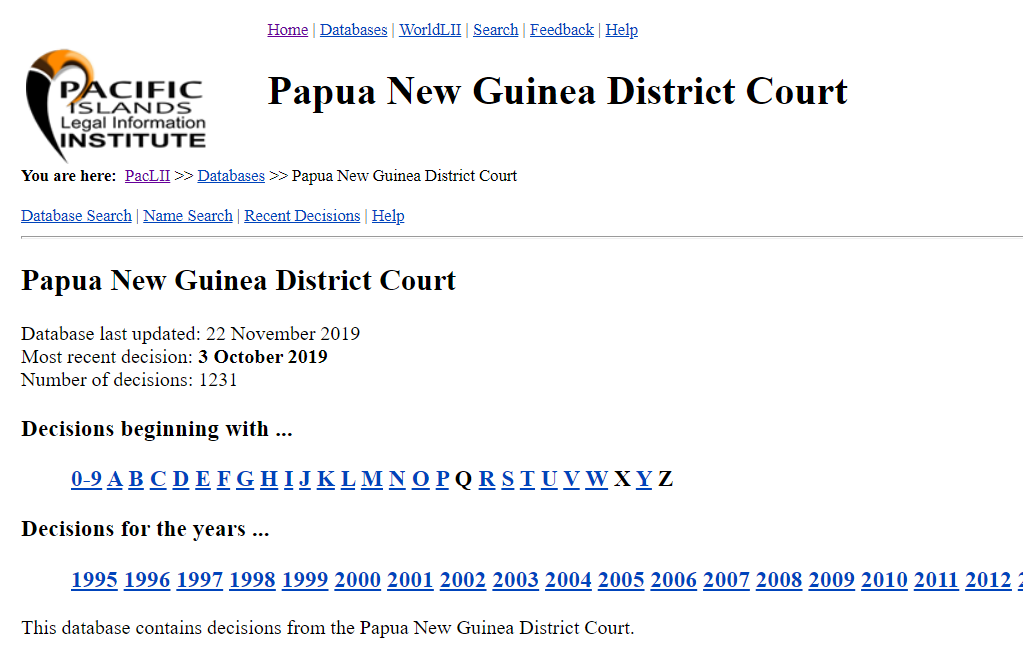 Home | Databases | WorldLII | Search | Feedback | Help
PACIFIC
ISLANDS
Legal Information
INSTITUTE
Papua New Guinea District Court
You are here: PacLII >> Databases >> Papua New Guinea District Court
Database Search | Name Search | Recent Decisions | Help
Papua New Guinea District Court
Database last updated: 22 November 2019
Most recent decision: 3 October 2019
Number of decisions: 1231
Decisions beginning with ...
0-9 A B C D E F G H I J K L M N O P Q R S T U V W X Y Z
Decisions for the years ...
1995 1996 1997 1998 1999 2000 2001 2002 2003 2004 2005 2006 2007 2008 2009 2010 2011 2012
This database contains decisions from the Papua New Guinea District Court.